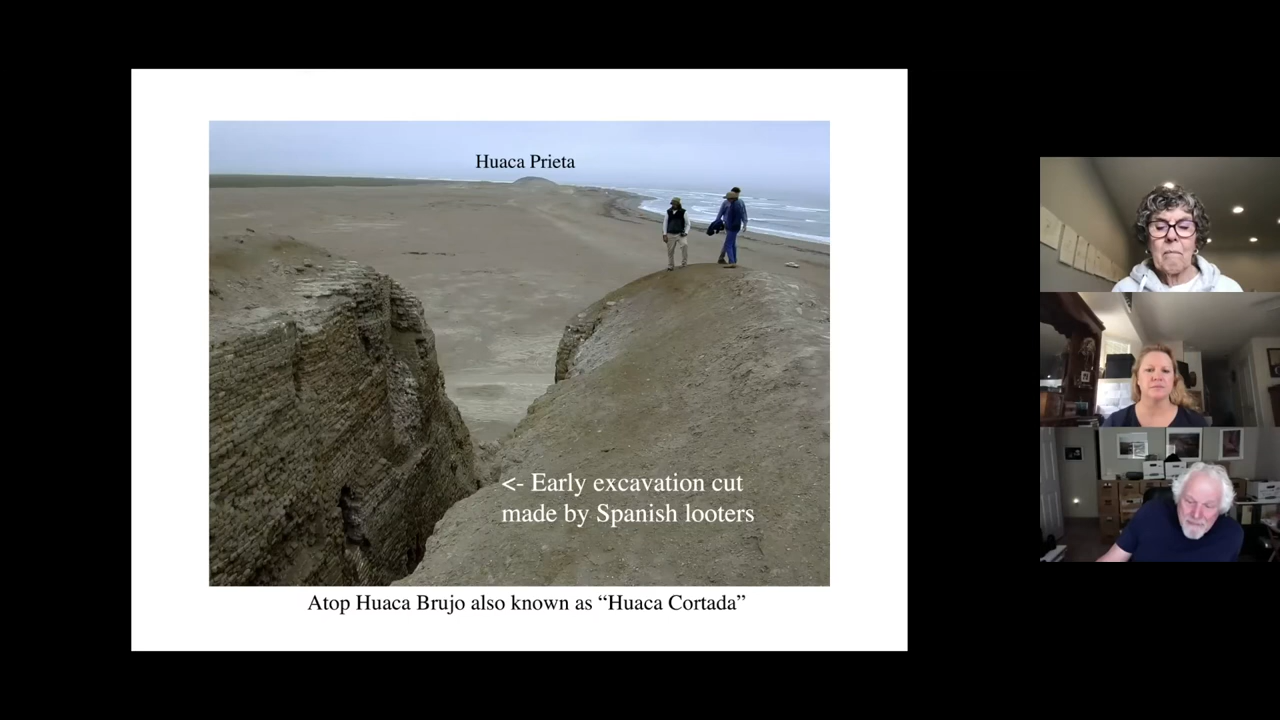 Huaca Prieta
<- Early excavation cut
made by Spanish looters
Atop Huaca Brujo also known as “Huaca Cortada”